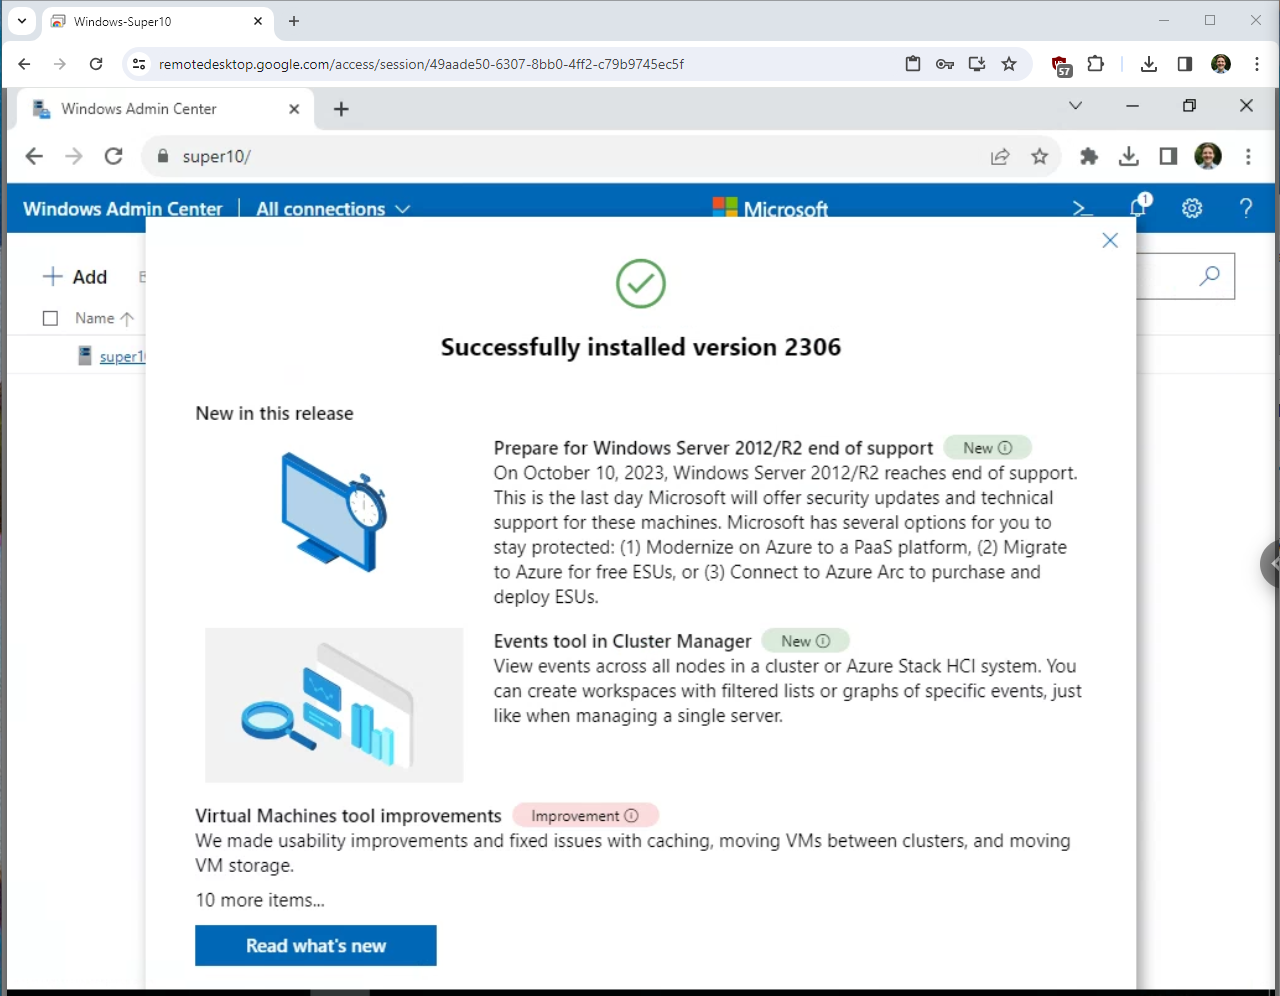 Windows-Super10
remotedesktop.google.com/access/session/49aade50-6307-8bb0-4ff2-c79b9745ec5f
57
Windows Admin Center
super10/
Windows Admin Center
All connections
Microsoft
1
?
Add
Name
super10
Successfully installed version 2306
New in this release
Prepare for Windows Server 2012/R2 end of support
New
On October 10, 2023, Windows Server 2012/R2 reaches end of support.
This is the last day Microsoft will offer security updates and technical
support for these machines. Microsoft has several options for you to
stay protected: (1) Modernize on Azure to a PaaS platform, (2) Migrate
to Azure for free ESUs, or (3) Connect to Azure Arc to purchase and
deploy ESUs.
Events tool in Cluster Manager
New
View events across all nodes in a cluster or Azure Stack HCI system. You
can create workspaces with filtered lists or graphs of specific events, just
like when managing a single server.
Virtual Machines tool improvements
Improvement
We made usability improvements and fixed issues with caching, moving VMs between clusters, and moving
VM storage.
10 more items...
Read what's new